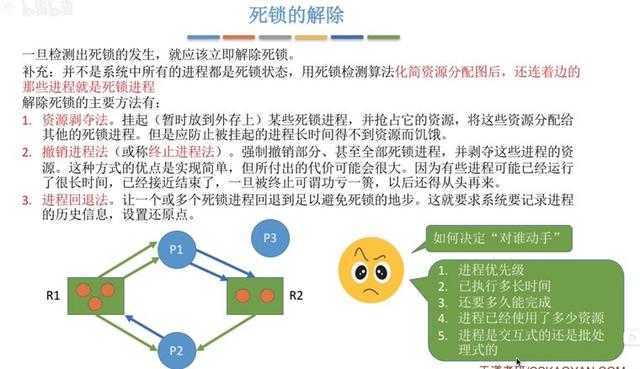 bilibili
死锁的解除
一旦检测出死锁的发生，就应该立即解除死锁。
补充：并不是系统中所有的进程都是死锁状态，用死锁检测算法化简资源分配图后，还连着边的
那些进程就是死锁进程
解除死锁的主要方法有：
1. 资源剥夺法。挂起（暂时放到外存上）某些死锁进程，并抢占它的资源，将这些资源分配给
其他的死锁进程。但是应防止被挂起的进程长时间得不到资源而饥饿。
2. 撤销进程法（或称终止进程法）。强制撤销部分、甚至全部死锁进程，并剥夺这些进程的资
源。这种方式的优点是实现简单，但所付出的代价可能会很大。因为有些进程可能已经运行
了很长时间，已经接近结束了，一旦被终止可谓功亏一篑，以后还得从头再来。
3. 进程回退法。让一个或多个死锁进程回退到足以避免死锁的地步。这就要求系统要记录进程
的历史信息，设置还原点。
P1
P3
如何决定“对谁动手”
R1
R2
P2
1. 进程优先级
2. 已执行多长时间
3. 还要多久能完成
4. 进程已经使用了多少资源
5. 进程是交互式的还是批处
理式的
王道考研/CSKAOYAN.COM